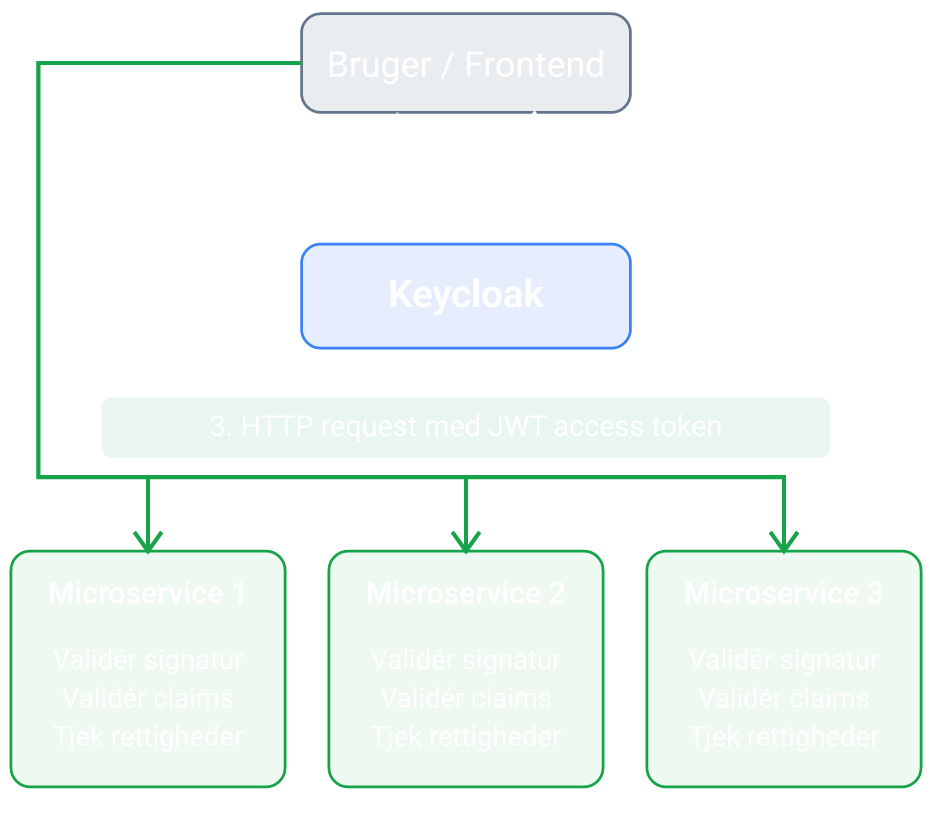 Bruger / Frontend
Keycloak
3. HTTP request med JWT access token
Microservice 1
Validér signatur
Validér claims
Tjek rettigheder
Microservice 2
Validér signatur
Validér claims
Tjek rettigheder
Microservice 3
Validér signatur
Validér claims
Tjek rettigheder